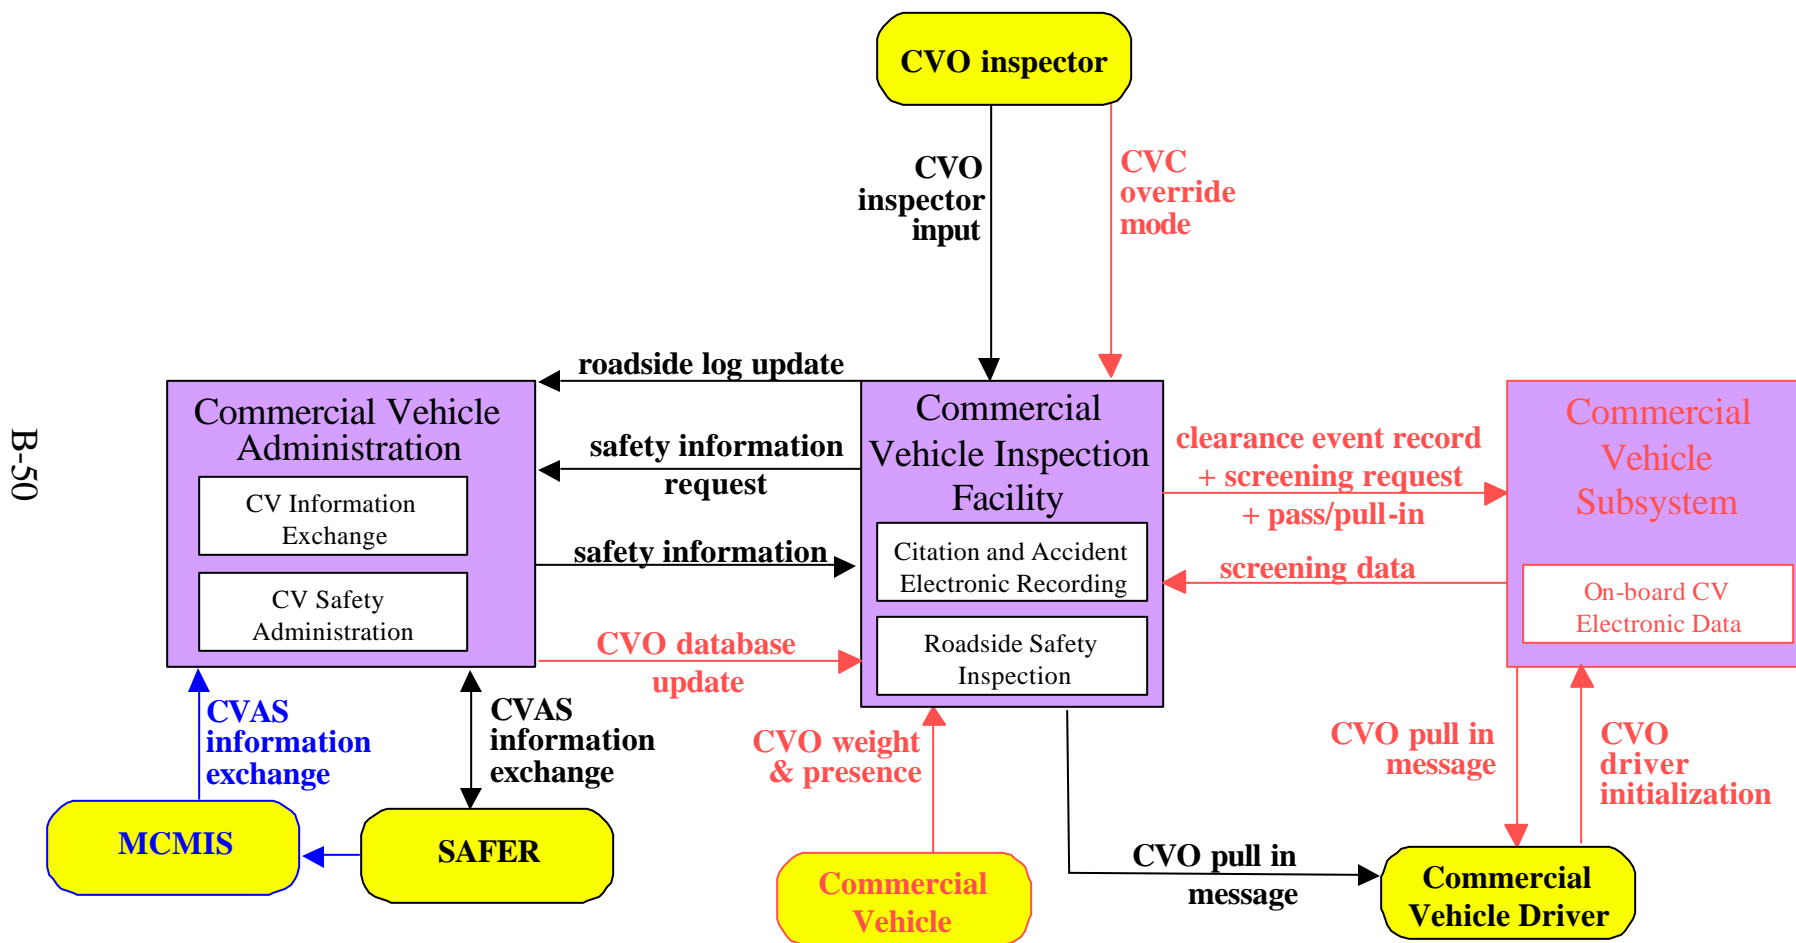 CVO inspector
CVO
inspector
input
CVC
override
mode
roadside log update
Commercial Vehicle
Administration
CV Information
Exchange
CV Safety
Administration
safety information
request
safety information
CVO database
update
Commercial
Vehicle Inspection
Facility
Citation and Accident
Electronic Recording
Roadside Safety
Inspection
clearance event record
+ screening request
+ pass/pull-in
screening data
Commercial
Vehicle
Subsystem
On-board CV
Electronic Data
B-50
CVAS
information
exchange
CVAS
information
exchange
CVO weight
& presence
CVO pull in
message
CVO
driver
initialization
MCMIS
SAFER
Commercial
Vehicle
CVO pull in
message
Commercial
Vehicle Driver